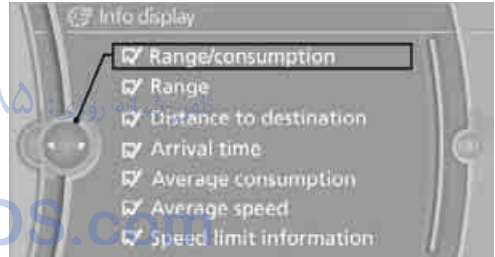 Info display
Range/consumption
Range
Distance to destination
Arrival time
Average consumption
Average speed
Speed limit information